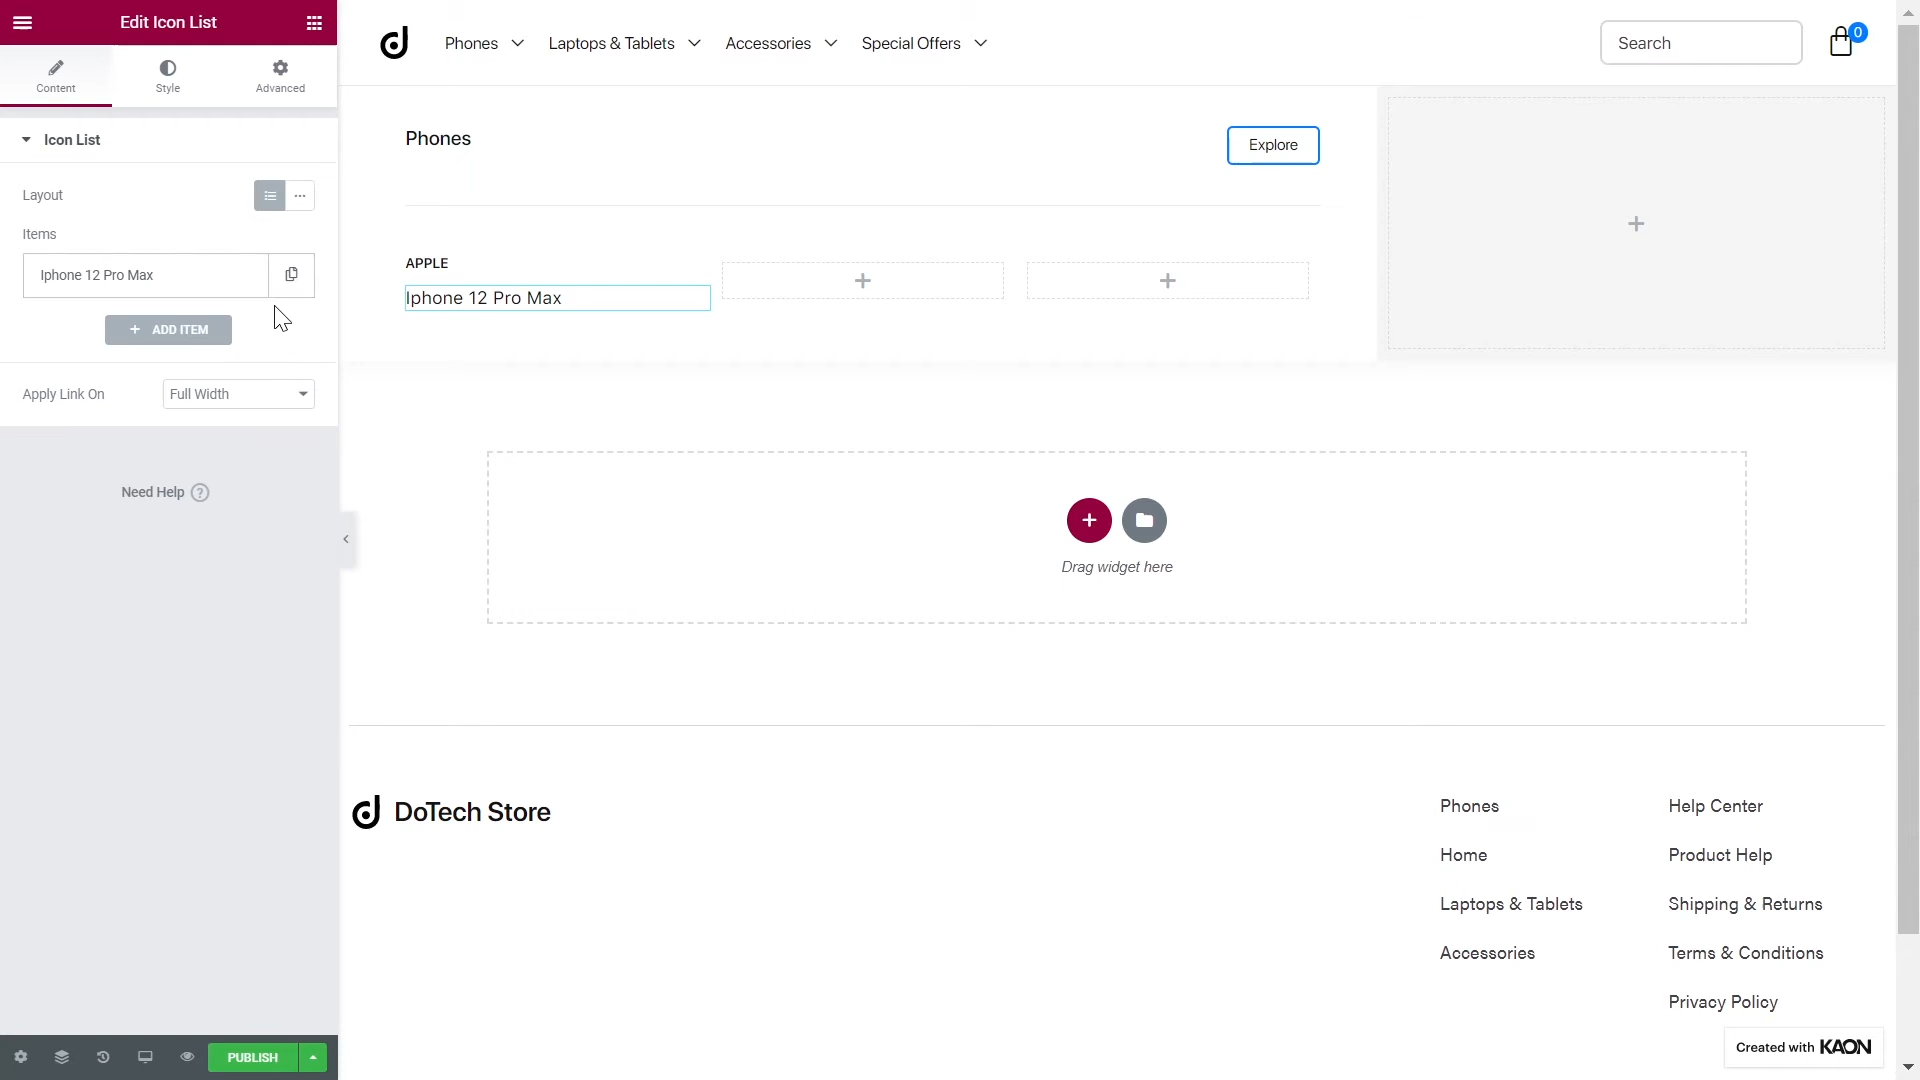 Edit Icon List
Content
Style
Advanced
Icon List
Layout
Items
Iphone 12 Pro Max
+ ADD ITEM
Apply Link On
Full Width
Need Help ?
PUBLISH
Phones
Laptops & Tablets
Accessories
Special Offers
Search
0
Phones
Explore
APPLE
Iphone 12 Pro Max
Drag widget here
DoTech Store
Phones
Home
Laptops & Tablets
Accessories
Help Center
Product Help
Shipping & Returns
Terms & Conditions
Privacy Policy
Created with KAON